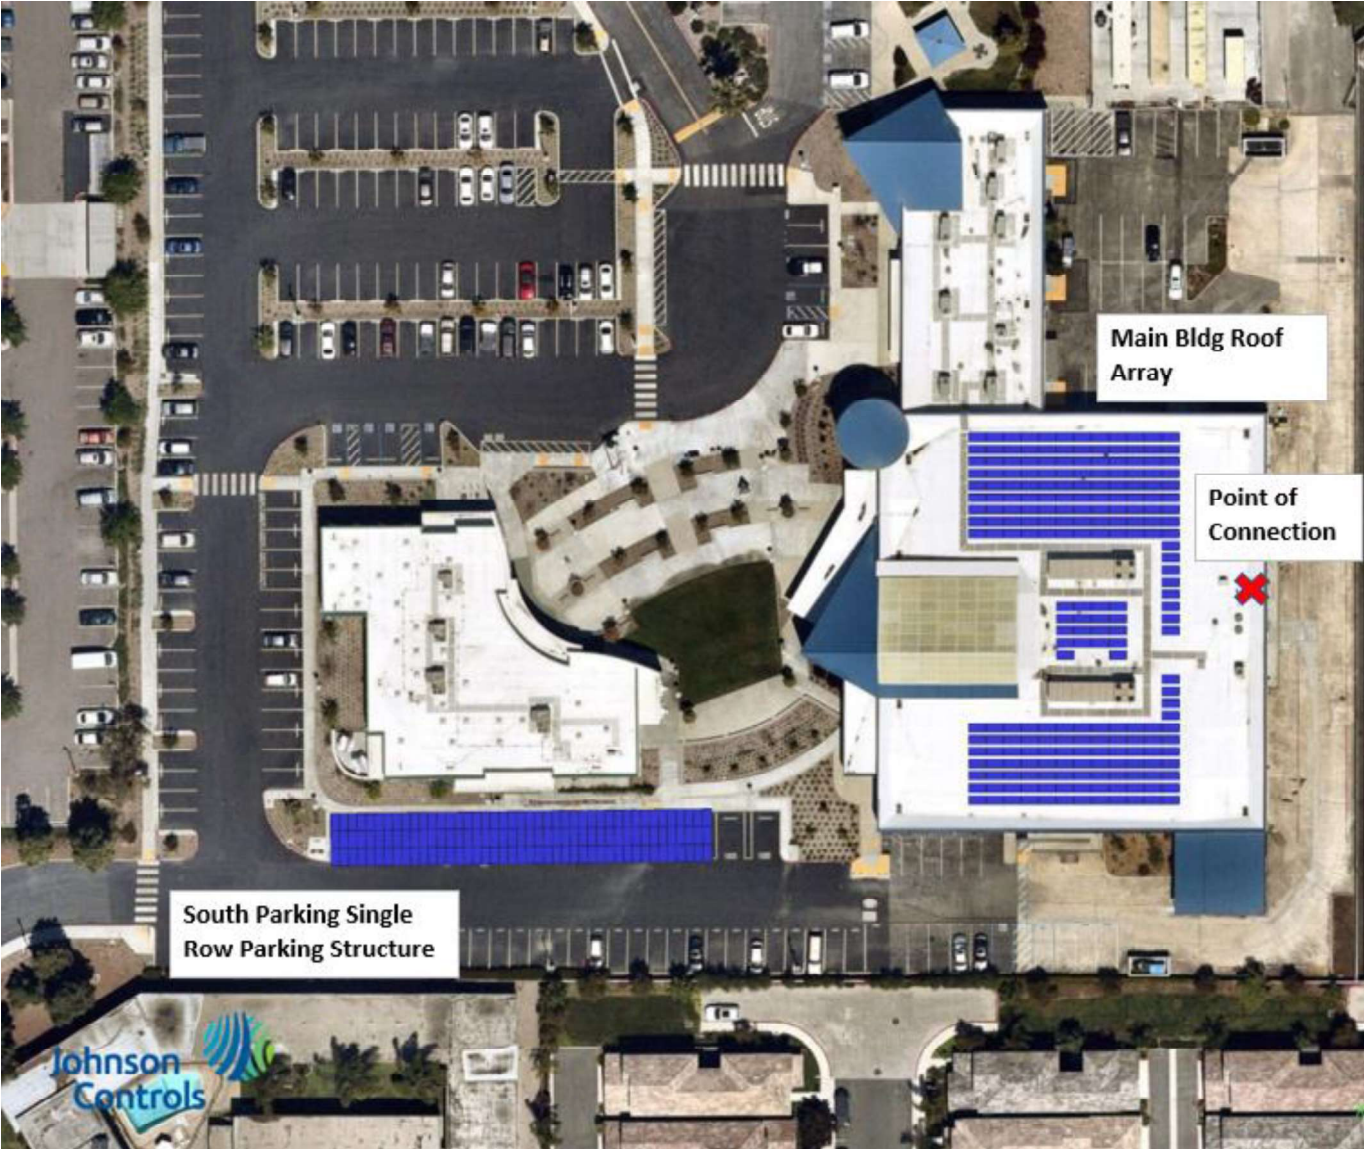 Main Bldg Roof
Array
Point of
Connection
South Parking Single
Row Parking Structure
Johnson
Controls